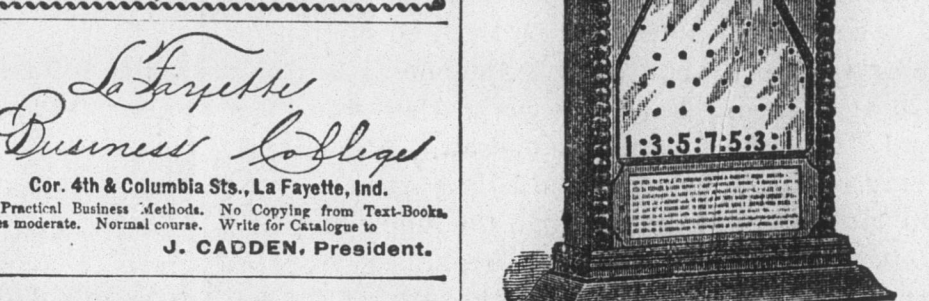 La Fayette
Business College
Cor. 4th & Columbia Sts., La Fayette, Ind.
Practical Business Methods. No Copying from Text-Books,
moderate. Normal course. Write for Catalogue to
J. CADDEN, President.
1:3:5:7:5:3:1